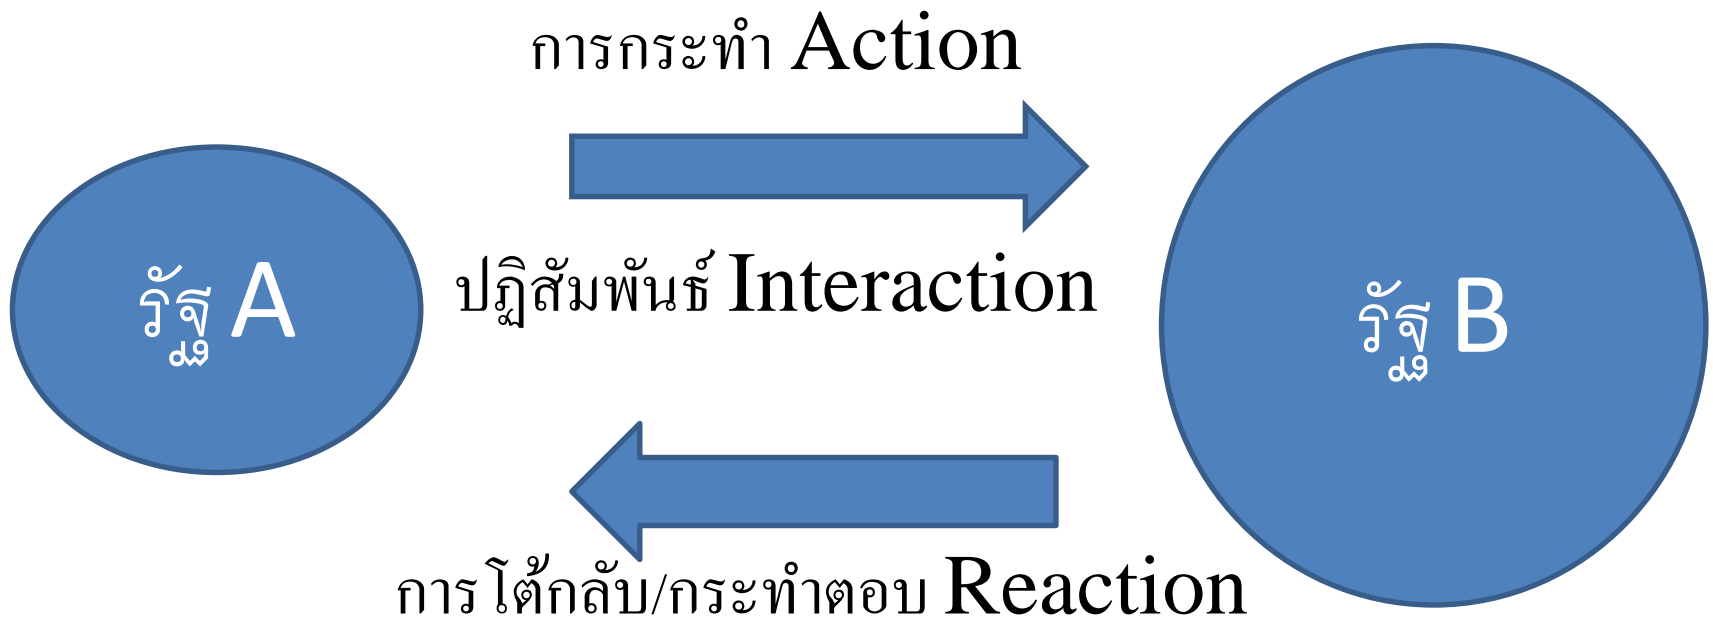 การกระทำ Action
รัฐ A
ปฏิสัมพันธ์ Interaction
รัฐ B
การโต้กลับ/กระทำตอบ Reaction